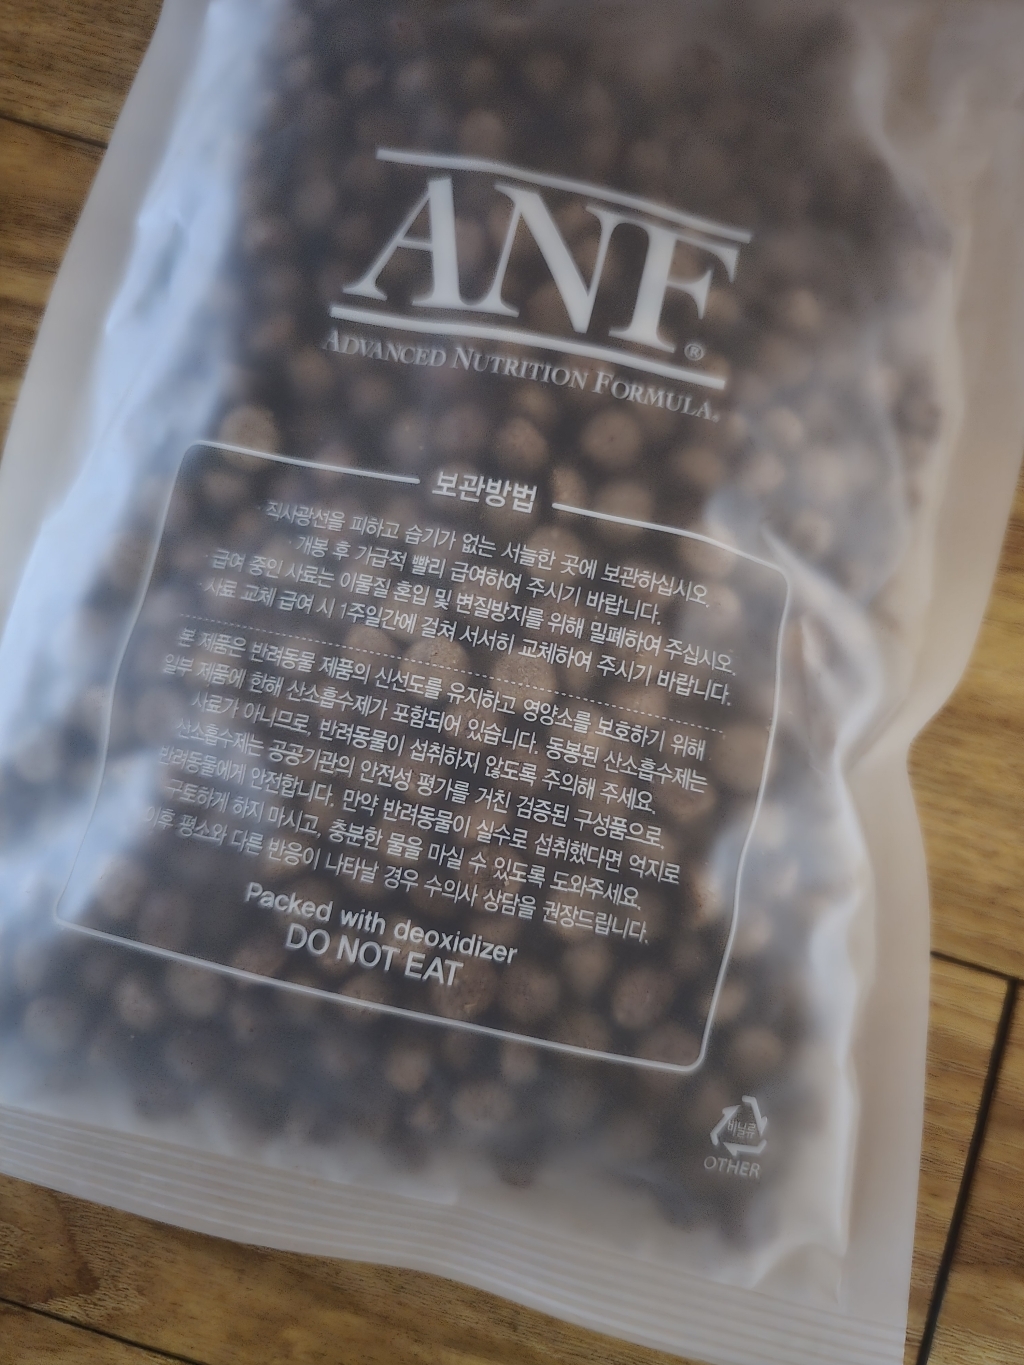 ANF®
ADVANCED NUTRITION FORMULA®
보관방법
· 직사광선을 피하고 습기가 없는 서늘한 곳에 보관하십시오.
· 개봉 후 가급적 빨리 급여하여 주시기 바랍니다.
· 급여 중인 사료는 이물질 혼입 및 변질방지를 위해 밀폐하여 주십시오.
· 사료 교체 급여 시 1주일간에 걸쳐 서서히 교체하여 주시기 바랍니다.
본 제품은 반려동물 제품의 신선도를 유지하고 영양소를 보호하기 위해
일부 제품에 한해 산소흡수제가 포함되어 있습니다. 동봉된 산소흡수제는
사료가 아니므로, 반려동물이 섭취하지 않도록 주의해 주세요.
산소흡수제는 공공기관의 안전성 평가를 거친 검증된 구성품으로,
반려동물에게 안전합니다. 만약 반려동물이 실수로 섭취했다면 억지로
구토하게 하지 마시고, 충분한 물을 마실 수 있도록 도와주세요.
이후 평소와 다른 반응이 나타날 경우 수의사 상담을 권장드립니다.
Packed with deoxidizer
DO NOT EAT
비닐류
OTHER